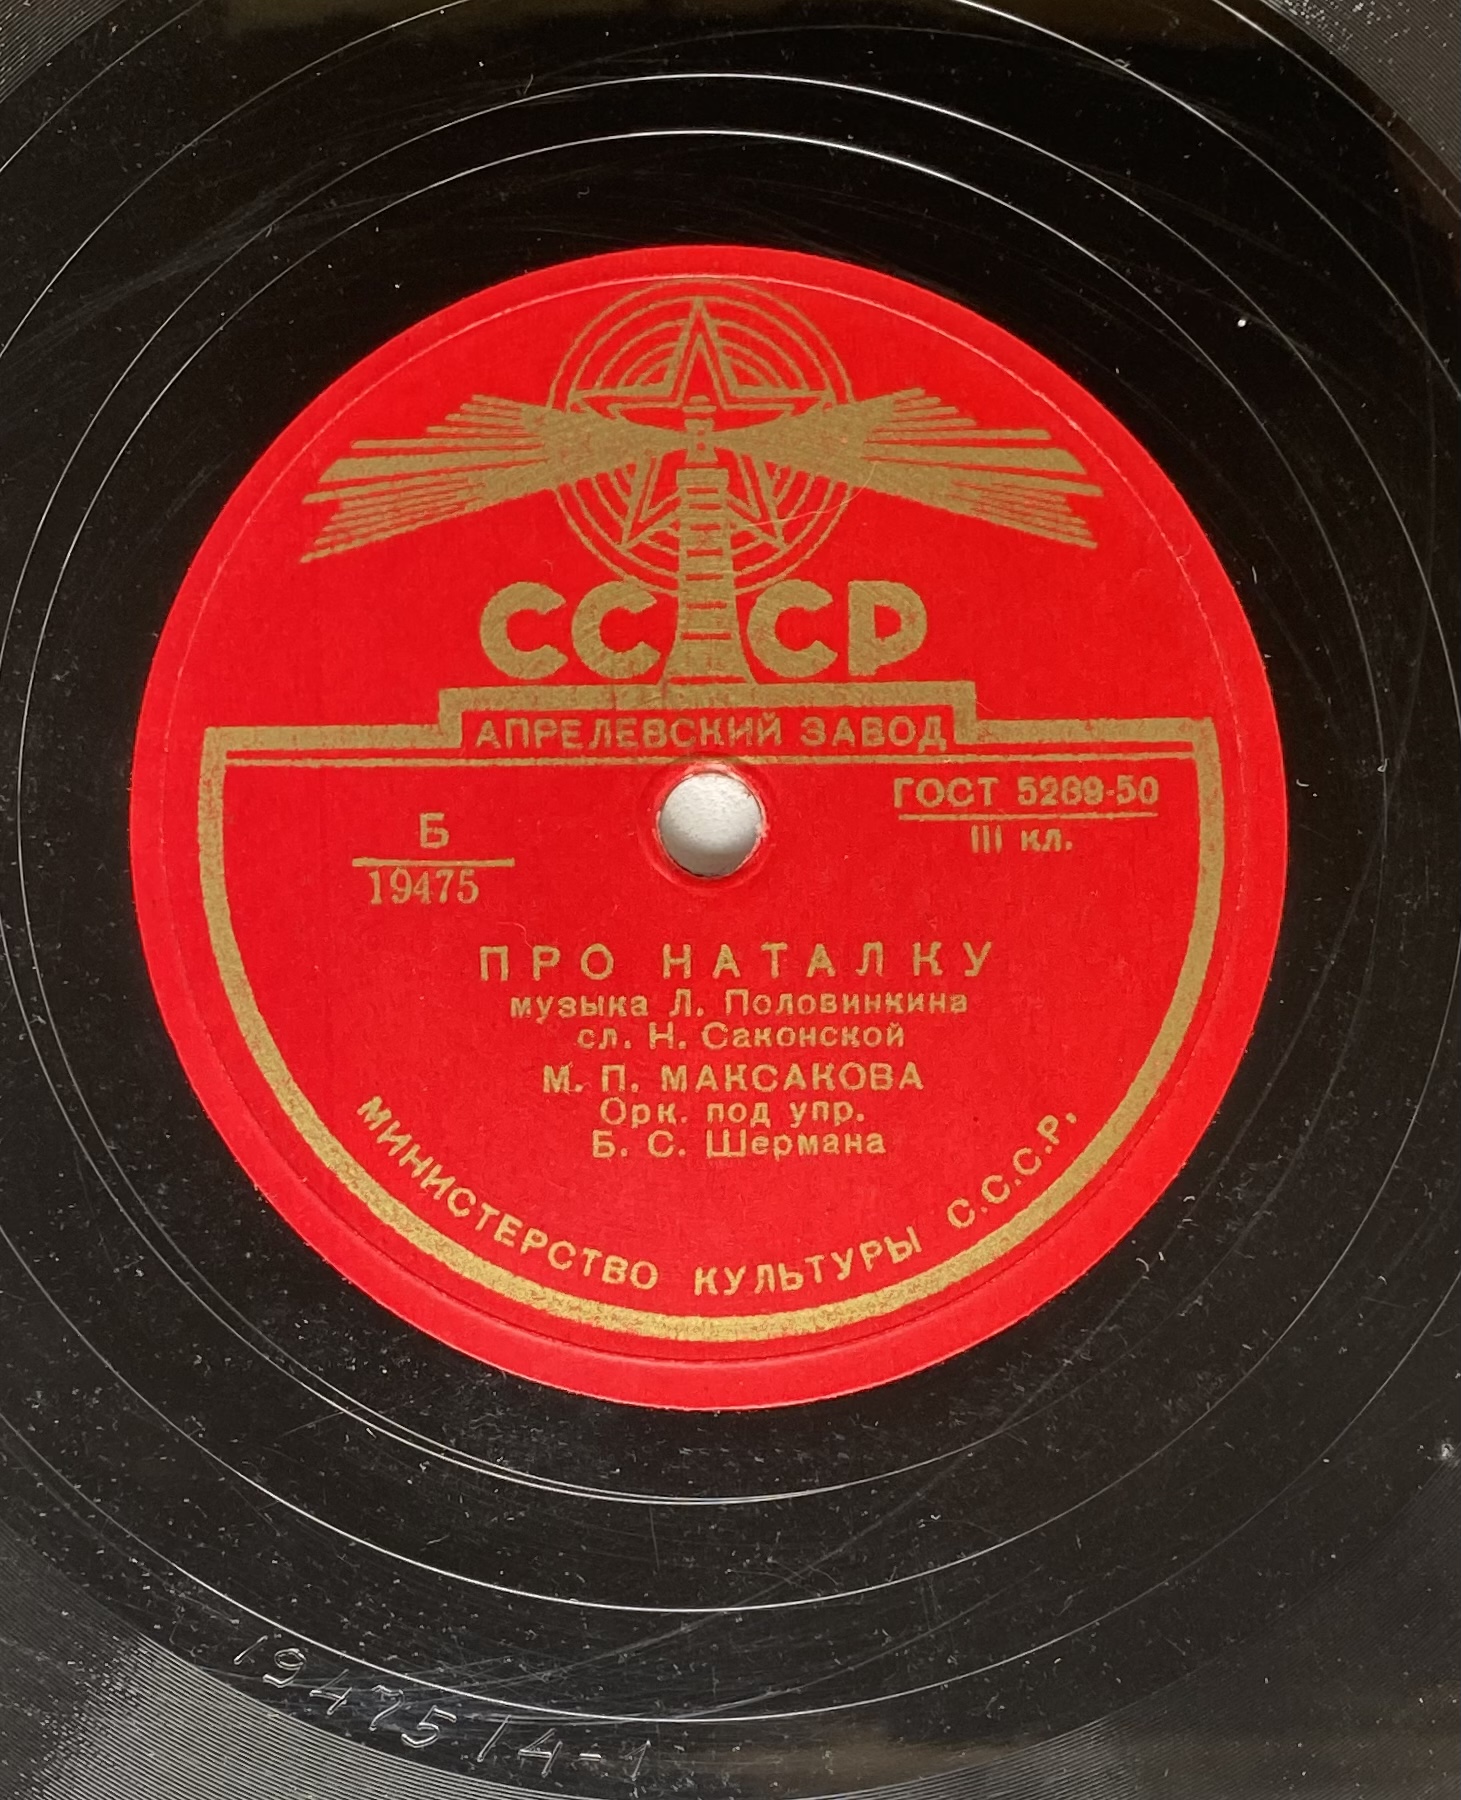 СССР
АПРЕЛЕВСКИЙ ЗАВОД
ГОСТ 5289-50
III кл.
Б
19475
ПРО НАТАЛКУ
музыка Л. Половинкина
сл. Н. Саконской
М. П. МАКСАКОВА
Орк. под упр.
Б. С. Шермана
МИНИСТЕРСТВО КУЛЬТУРЫ С.С.С.Р.
19475/4-1